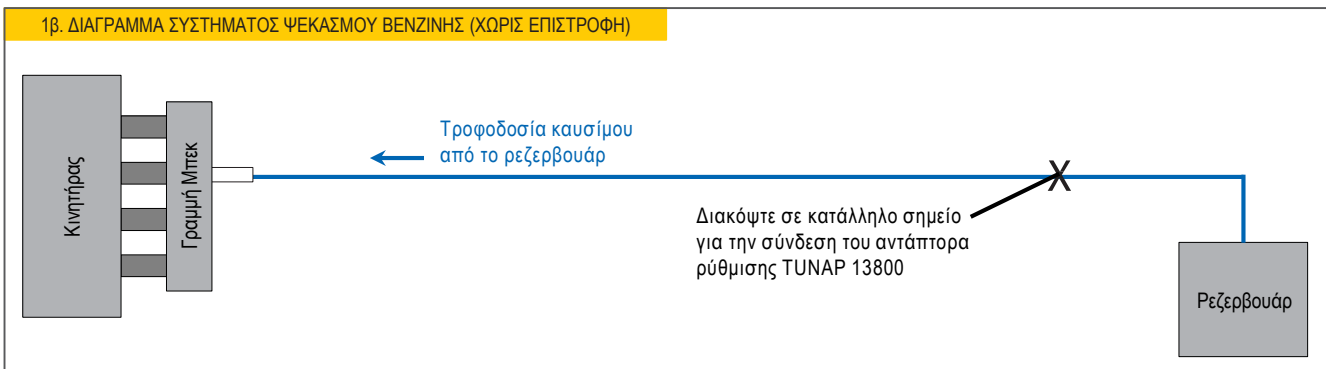 1β. ΔΙΑΓΡΑΜΜΑ ΣΥΣΤΗΜΑΤΟΣ ΨΕΚΑΣΜΟΥ ΒΕΝΖΙΝΗΣ (ΧΩΡΙΣ ΕΠΙΣΤΡΟΦΗ)
Κινητήρας
Γραμμή Μπεκ
Τροφοδοσία καυσίμου
από το ρεζερβουάρ
X
Διακόψτε σε κατάλληλο σημείο
για την σύνδεση του αντάπτορα
ρύθμισης TUNAP 13800
Ρεζερβουάρ